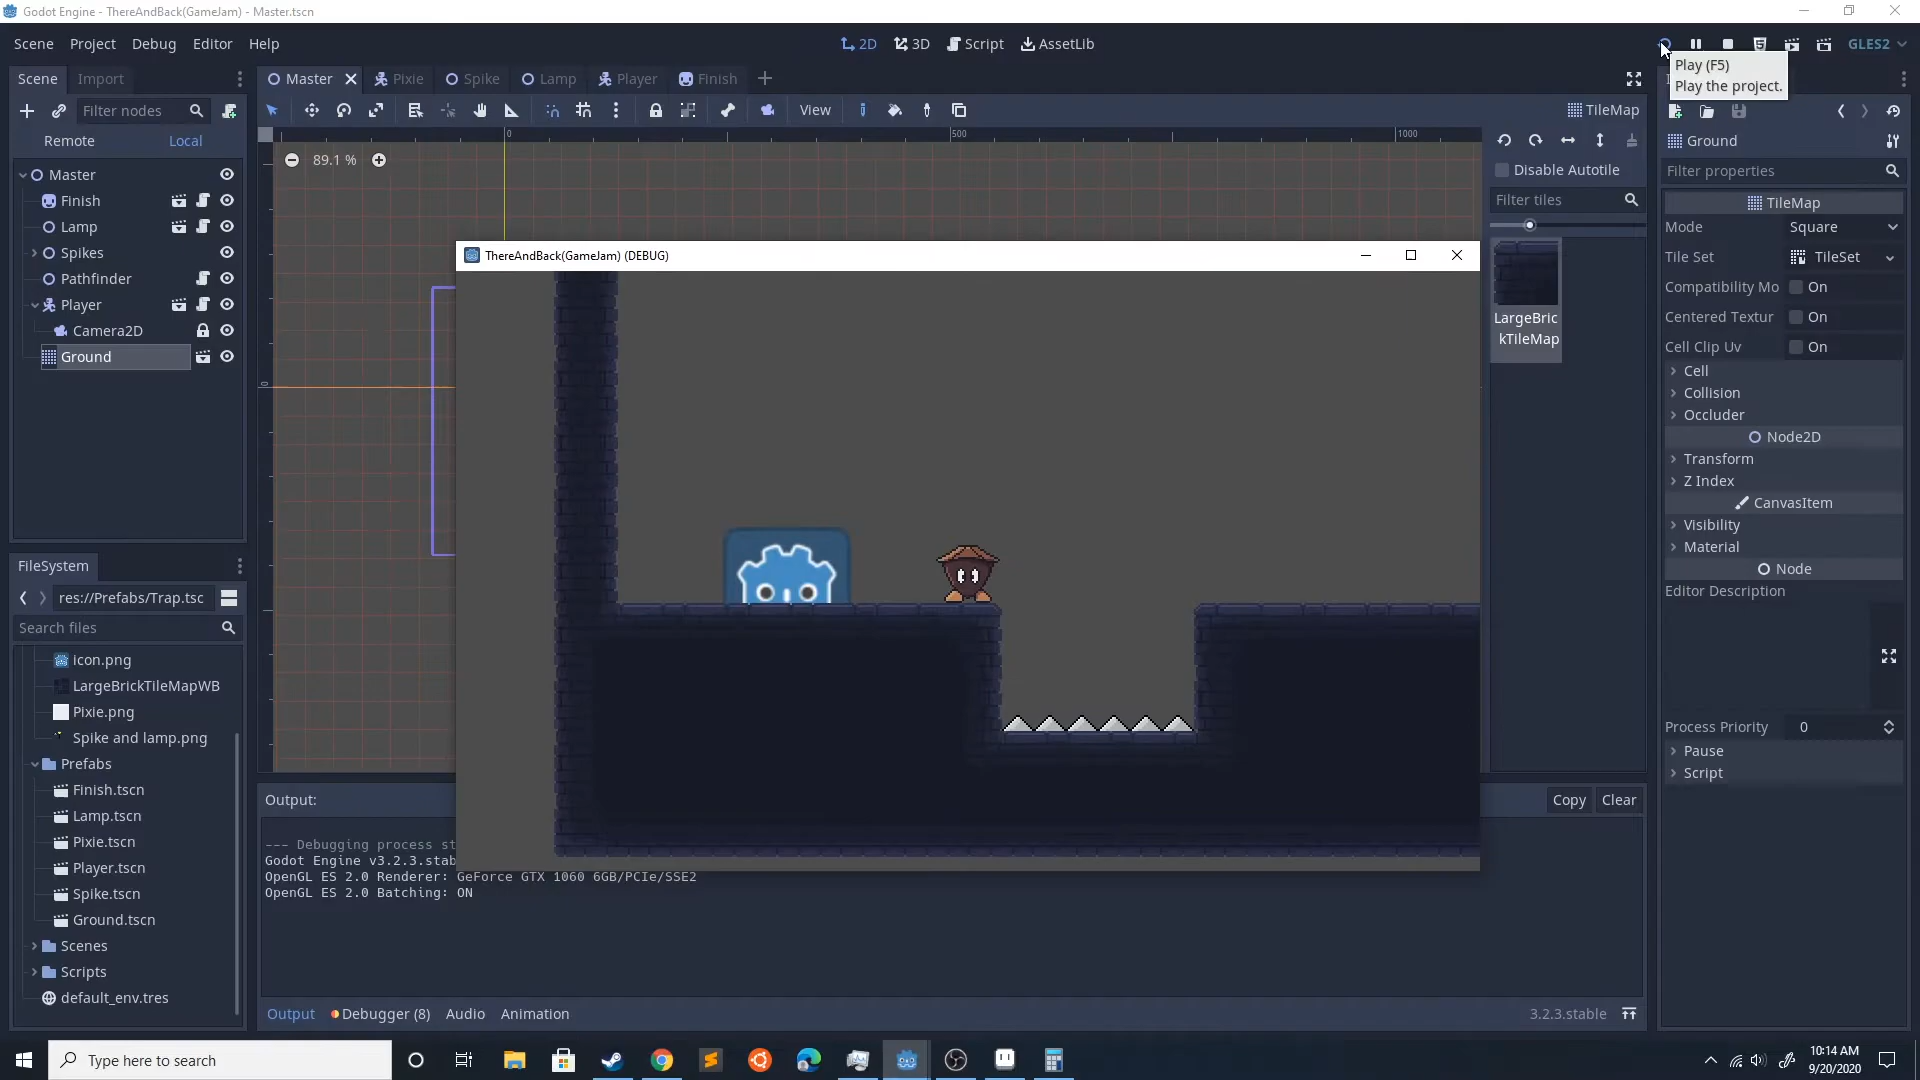 Godot Engine - ThereAndBack(GameJam) - Master.tscn
Scene Project Debug Editor Help
2D 3D Script AssetLib
GLES2
Play (F5)
Play the project.
Scene Import
Master Pixie Spike Lamp Player Finish
Filter nodes
View
TileMap
Remote Local
Master
Finish
Lamp
Spikes
Pathfinder
Player
Camera2D
Ground
0 500 1000
89.1 %
0
Disable Autotile
Filter tiles
LargeBric
kTileMap
ThereAndBack(GameJam) (DEBUG)
Ground
Filter properties
TileMap
Mode Square
Tile Set TileSet
Compatibility Mo On
Centered Textur On
Cell Clip Uv On
Cell
Collision
Occluder
Node2D
Transform
Z Index
CanvasItem
Visibility
Material
Node
Editor Description
Process Priority 0
Pause
Script
FileSystem
res://Prefabs/Trap.tsc
Search files
icon.png
LargeBrickTileMapWB
Pixie.png
Spike and lamp.png
Prefabs
Finish.tscn
Lamp.tscn
Pixie.tscn
Player.tscn
Spike.tscn
Ground.tscn
Scenes
Scripts
default_env.tres
Output:
Copy Clear
--- Debugging process st
Godot Engine v3.2.3.stab
OpenGL ES 2.0 Renderer: GeForce GTX 1060 6GB/PCIe/SSE2
OpenGL ES 2.0 Batching: ON
Output Debugger (8) Audio Animation
3.2.3.stable
Type here to search
10:14 AM
9/20/2020